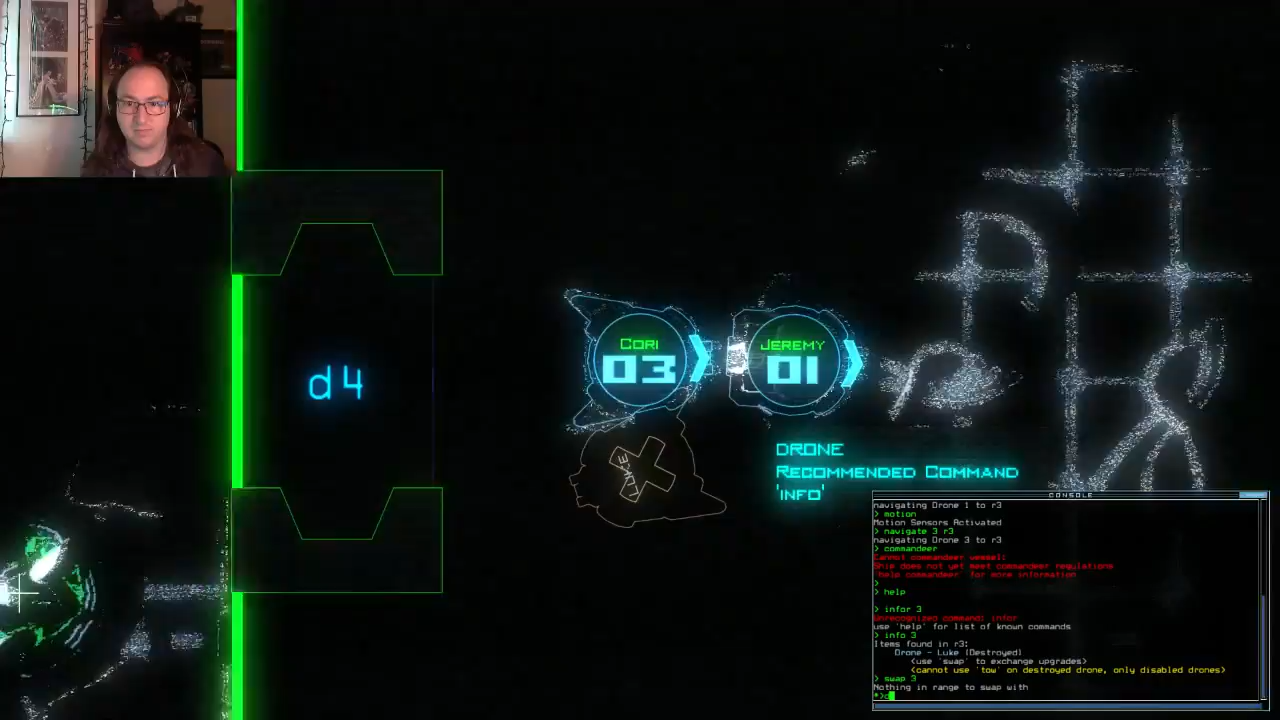 CORI
03
JEREMY
01
d4
LUKE
DRONE
RECOMMENDED COMMAND
'INFO'
CONSOLE
navigating Drone 1 to r3
> motion
Motion Sensors Activated
> navigate 3 r3
navigating Drone 3 to r3
> commandeer
Cannot commandeer vessel:
Ship does not yet meet commandeer regulations
'help commandeer' for more information
>
> help
> infor 3
Unrecognized command: infor
use 'help' for list of known commands
> info 3
Items found in r3:
Drone - Luke [Destroyed]
<use 'swap' to exchange upgrades>
<cannot use 'tow' on destroyed drone, only disabled drones>
> swap 3
Nothing in range to swap with